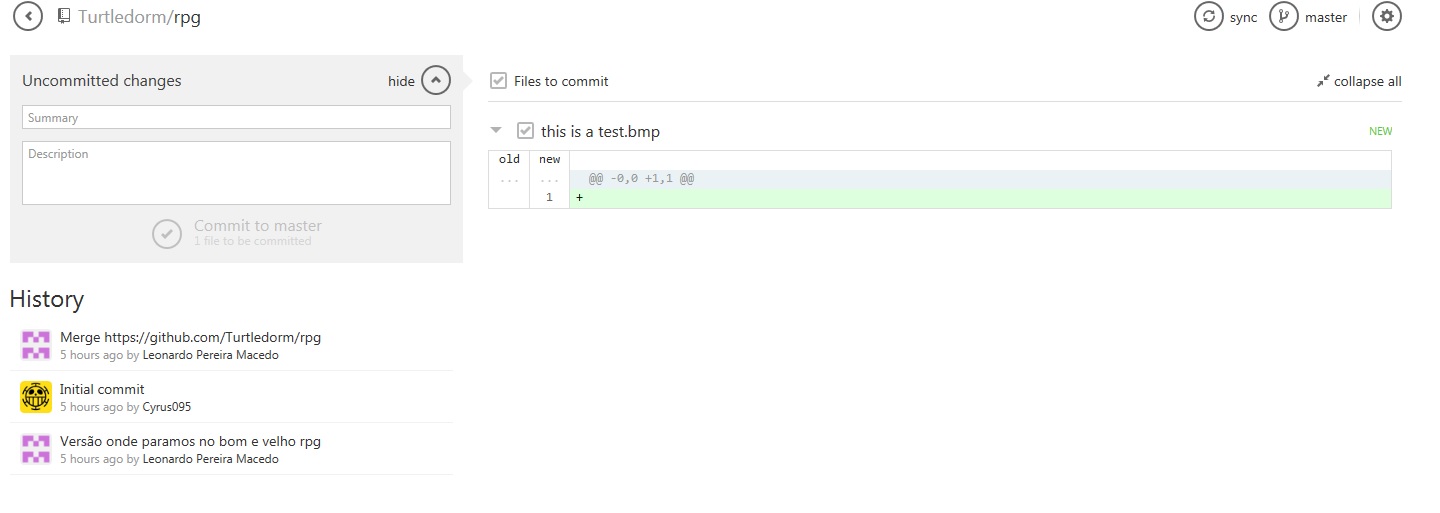 Turtledorm/rpg
sync master
Uncommitted changes hide
Summary
Description
Commit to master
1 file to be committed
Files to commit collapse all
this is a test.bmp NEW
old new
... ... @@ -0,0 +1,1 @@
1 +
History
Merge https://github.com/Turtledorm/rpg
5 hours ago by Leonardo Pereira Macedo
Initial commit
5 hours ago by Cyrus095
Versão onde paramos no bom e velho rpg
5 hours ago by Leonardo Pereira Macedo